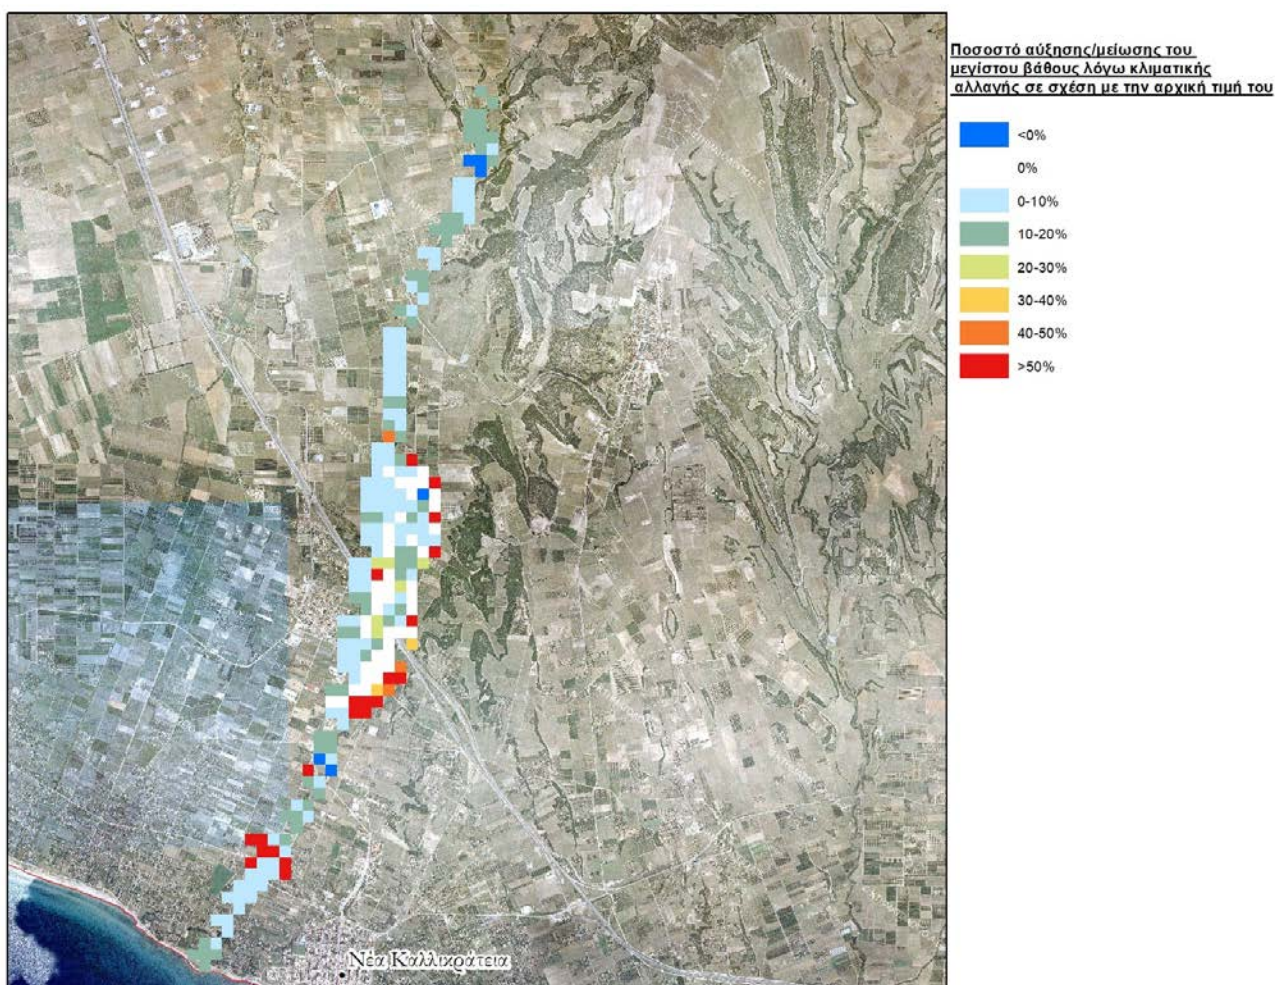 Ποσοστό αύξησης/μείωσης του
μεγίστου βάθους λόγω κλιματικής
αλλαγής σε σχέση με την αρχική τιμή του
<0%
0%
0-10%
10-20%
20-30%
30-40%
40-50%
>50%
Νέα Καλλικράτεια